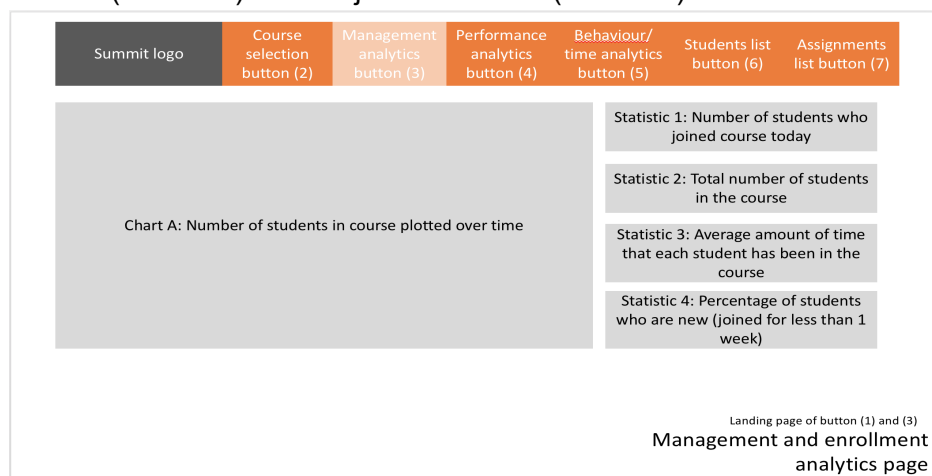 Summit logo
Course
selection
button (2)
Management
analytics
button (3)
Performance
analytics
button (4)
Behaviour/
time analytics
button (5)
Students list
button (6)
Assignments
list button (7)
Chart A: Number of students in course plotted over time
Statistic 1: Number of students who
joined course today
Statistic 2: Total number of students
in the course
Statistic 3: Average amount of time
that each student has been in the
course
Statistic 4: Percentage of students
who are new (joined for less than 1
week)
Landing page of button (1) and (3)
Management and enrollment
analytics page